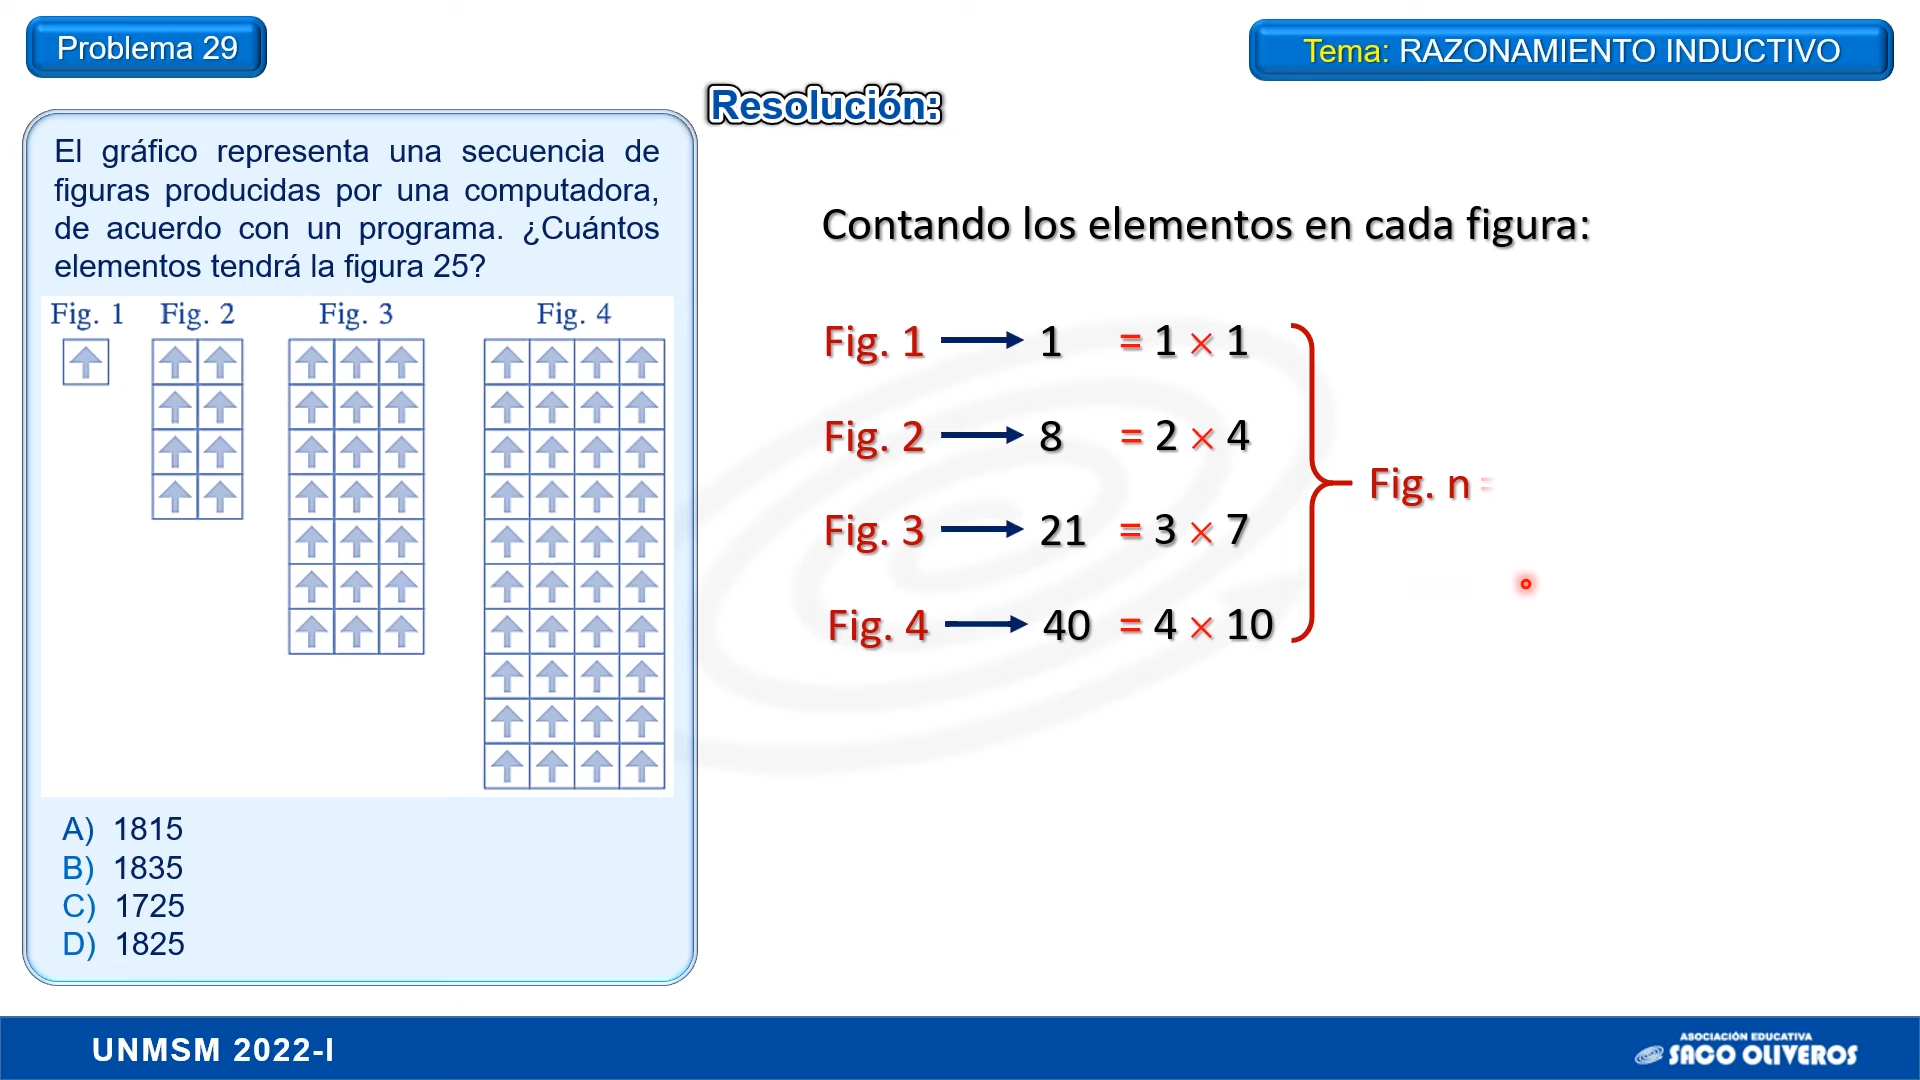 Problema 29
Tema: RAZONAMIENTO INDUCTIVO
Resolución:
El gráfico representa una secuencia de
figuras producidas por una computadora,
de acuerdo con un programa. ¿Cuántos
elementos tendrá la figura 25?
Fig. 1 Fig. 2 Fig. 3 Fig. 4
A) 1815
B) 1835
C) 1725
D) 1825
Contando los elementos en cada figura:
Fig. 1 → 1 = 1 × 1
Fig. 2 → 8 = 2 × 4
Fig. 3 → 21 = 3 × 7
Fig. 4 → 40 = 4 × 10
Fig. n =
UNMSM 2022-I
ASOCIACIÓN EDUCATIVA
SACO OLIVEROS